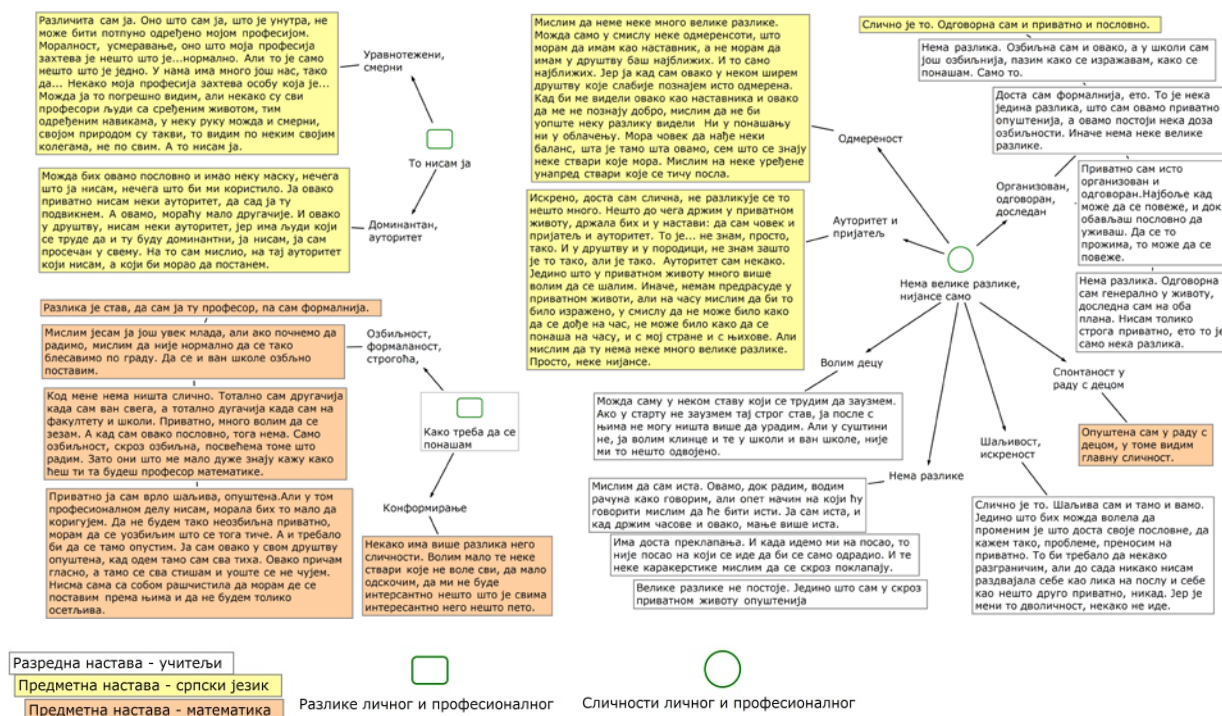 Различита сам ја. Оно што сам ја, што је унутра, не
може бити потпуно одређено мојом професијом.
Моралност, усмеравање, оно што моја професија
захтева је нешто што је...нормално. Али то је само
нешто што је једно. У нама има много још нас, тако
да... Некако моја професија захтева особу која је...
Можда ја то погрешно видим, али некако су сви
професори људи са сређеним животом, тим
одређеним навикама, у неку руку можда и смерни,
својом природом су такви, то видим по неким својим
колегама, не по свим. А то нисам ја.
Уравнотежени,
смерни
То нисам ја
Можда бих овамо пословно и имао неку маску, нечега
што ја нисам, нечега што би ми користило. Ја овако
приватно нисам неки ауторитет, да сад ја ту
подвикнем. А овамо, мораћу мало другачије. И овако
у друштву, нисам неки ауторитет, јер има људи који
се труде да и ту буду доминантни, ја нисам, ја сам
просечан у свему. На то сам мислио, на тај ауторитет
који нисам, а који би морао да постанем.
Доминантан,
ауторитет
Разлика је став, да сам ја ту професор, па сам формалнија.
Мислим јесам ја још увек млада, али ако почнемо да
радимо, мислим да није нормално да се тако
блесавимо по граду. Да се и ван школе озбљно
поставим.
Озбиљност,
формаланост,
строгоћа,
Код мене нема ништа слично. Тотално сам другачија
када сам ван свега, а тотално дугачија када сам на
факултету и школи. Приватно, много волим да се
зезам. А кад сам овако пословно, тога нема. Само
озбиљност, скроз озбиљна, посвећена томе што
радим. Зато они што ме мало дуже знају кажу како
ћеш ти та будеш професор математике.
Како треба да се
понашам
Приватно ја сам врло шаљива, опуштена.Али у том
професионалном делу нисам, морала бих то мало да
коригујем. Да не будем тако неозбиљна приватно,
морам да се уозбиљим што се тога тиче. А и требало
би да се тамо опустим. Ја сам овако у свом друштву
опуштена, кад одем тамо сам сва тиха. Овако причам
гласно, а тамо се сва стишам и уоште се не чујем.
Нисма сама са собом рашчистила да морам де се
поставим према њима и да не будем толико
осетљива.
Конформирање
Некако има више разлика него
сличности. Волим мало те неке
ствари које не воле сви, да мало
одскочим, да ми не буде
интерсантно нешто што је свима
интересантно него нешто пето.
Мислим да неме неке много велике разлике.
Можда само у смислу неке одмеренсоти, што
морам да имам као наставник, а не морам да
имам у друштву баш најближих. И то само
најближих. Јер ја кад сам овако у неком ширем
друштву које слабије познајем исто одмерена.
Кад би ме видели овако као наставника и овако
да ме не познају добро, мислим да не би
уопште неку разлику видели  Ни у понашању
ни у облачењу. Мора човек да нађе неки
баланс, шта је тамо шта овамо, сем што се знају
неке ствари које мора. Мислим на неке уређене
унапред ствари које се тичу посла.
Одмереност
Искрено, доста сам слична, не разликује се то
нешто много. Нешто до чега држим у приватном
животу, држала бих и у настави: да сам човек и
пријатељ и ауторитет. То је... не знам, просто,
тако. И у друштву и у породици, не знам зашто
је то тако, али је тако.  Ауторитет сам некако.
Једино што у приватном животу много више
волим да се шалим. Иначе, немам предрасуде у
приватном животи, али на часу мислим да би то
било изражено, у смислу да не може било како
да се дође на час, не може било како да се
понаша на часу, и с мој стране и с њихове. Али
мислим да ту нема неке много велике разлике.
Просто, неке нијансе.
Ауторитет и
пријатељ
Слично је то. Одговорна сам и приватно и пословно.
Нема разлика. Озбиљна сам и овако, а у школи сам
још озбиљнија, пазим како се изражавам, како се
понашам. Само то.
Доста сам формалнија, ето. То је нека
једина разлика, што сам овамо приватно
опуштенија, а овамо постоји нека доза
озбиљности. Иначе нема неке велике
разлике.
Организован,
одговоран,
доследан
Приватно сам исто
организован и
одговоран.Најбоље кад
може да се повеже, и док
обављаш пословно да
уживаш. Да се то
прожима, то може да се
повеже.
Нема разлика. Одговорна
сам генерално у животу,
доследна сам на оба
плана. Нисам толико
строга приватно, ето то је
само нека разлика.
Нема велике разлике,
нијансе само
Волим децу
Можда саму у неком ставу који се трудим да заузмем.
Ако у старту не заузмем тај строг став, ја после с
њима не могу ништа више да урадим. Али у суштини
не, ја волим клинце и те у школи и ван школе, није
ми то нешто одвојено.
Спонтаност у
раду с децом
Опуштена сам у раду с
децом, у томе видим
главну сличност.
Шаљивост,
искреност
Нема разлике
Мислим да сам иста. Овамо, док радим, водим
рачуна како говорим, али опет начин на који ћу
говорити мислим да ће бити исти. Ја сам иста, и
кад држим часове и овако, мање више иста.
Има доста преклапања. И када идемо ми на посао, то
није посао на који се иде да би се само одрадио. И те
неке каракерстике мислим да се скроз поклапају.
Велике разлике не постоје. Једино што сам у скроз
приватном животу опуштенија
Слично је то. Шаљива сам и тамо и вамо.
Једино што бих можда волела да
променим је што доста своје пословне, да
кажем тако, проблеме, преносим на
приватно. То би требало да некако
разграничим, али до сада никако нисам
раздвајала себе као лика на послу и себе
као нешто друго приватно, никад. Јер је
мени то дволичност, некако не иде.
Разредна настава - учитељи
Предметна настава - српски језик
Предметна настава - математика
Разлике личног и професионалног
Сличности личног и професионалног